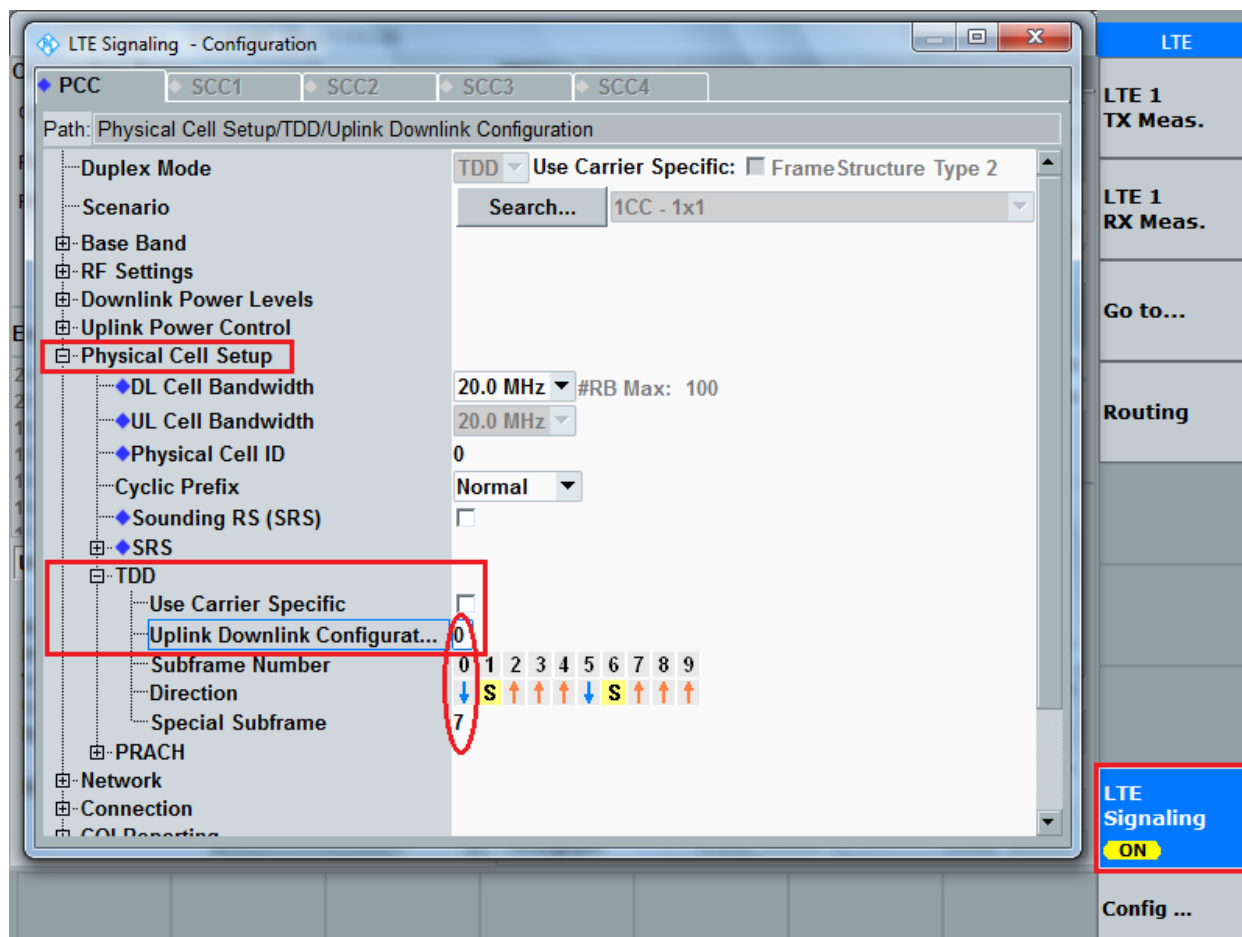 LTE Signaling - Configuration
LTE
PCC SCC1 SCC2 SCC3 SCC4
Path: Physical Cell Setup/TDD/Uplink Downlink Configuration
Duplex Mode TDD Use Carrier Specific: FrameStructure Type 2
Scenario Search... 1CC - 1x1
Base Band
RF Settings
Downlink Power Levels
Uplink Power Control
Physical Cell Setup
DL Cell Bandwidth 20.0 MHz #RB Max: 100
UL Cell Bandwidth 20.0 MHz
Physical Cell ID 0
Cyclic Prefix Normal
Sounding RS (SRS)
SRS
TDD
Use Carrier Specific
Uplink Downlink Configurat... 0
Subframe Number 0 1 2 3 4 5 6 7 8 9
Direction ↓ S ↑ ↑ ↑ ↓ S ↑ ↑ ↑
Special Subframe 7
PRACH
Network
Connection
CQI Reporting
LTE 1
TX Meas.
LTE 1
RX Meas.
Go to...
Routing
LTE
Signaling
ON
Config ...